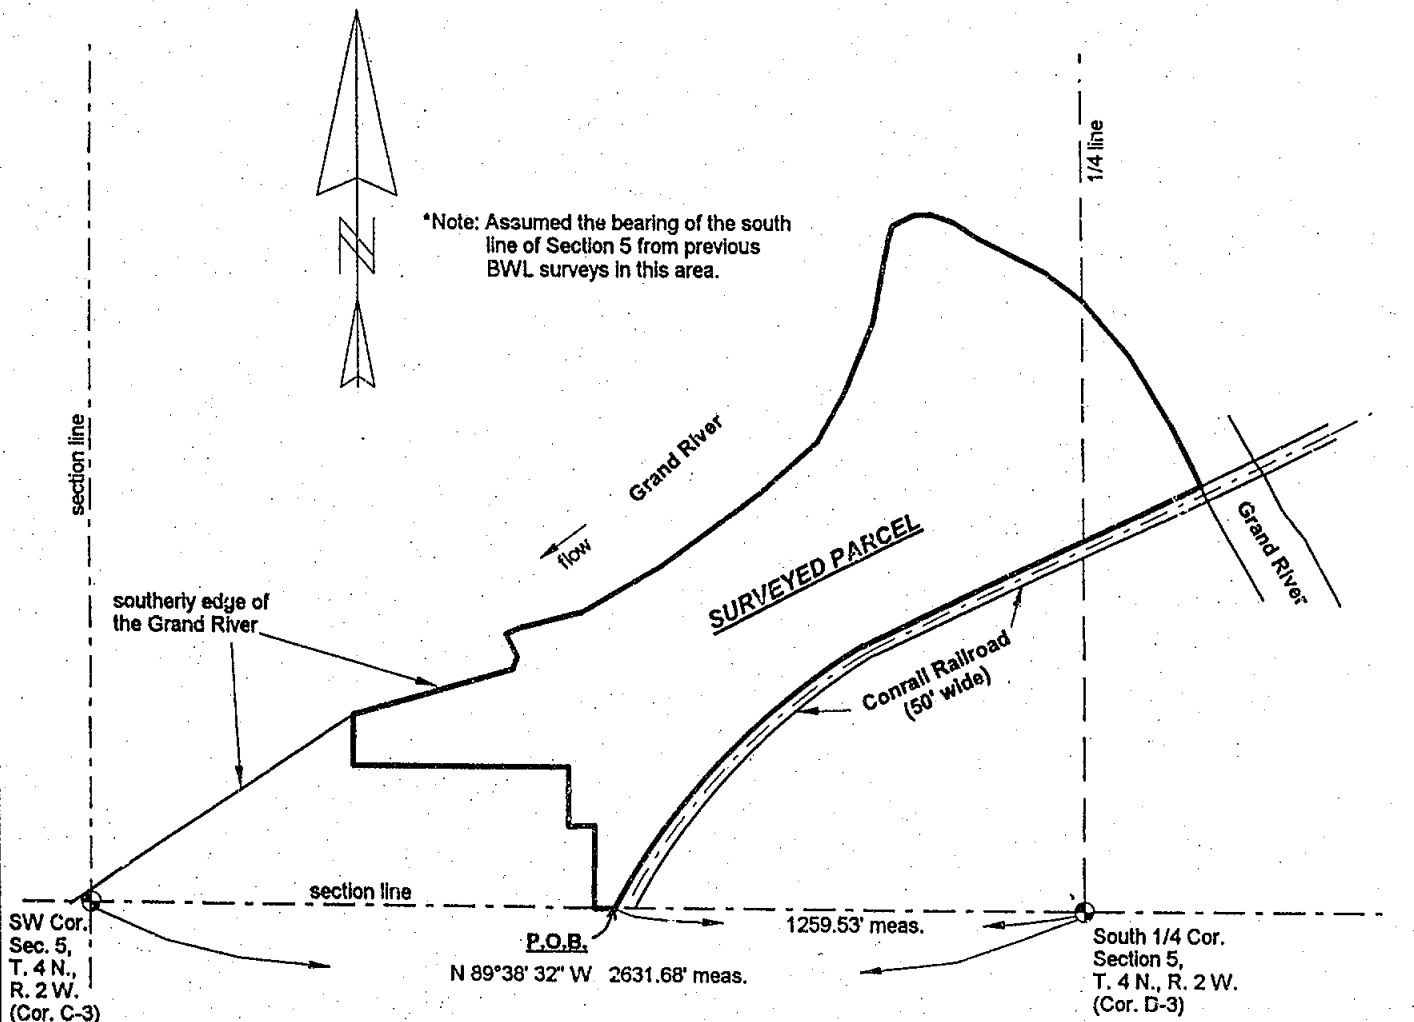 N
1/4 line
*Note: Assumed the bearing of the south
line of Section 5 from previous
BWL surveys in this area.
section line
Grand River
flow
SURVEYED PARCEL
Grand River
southerly edge of
the Grand River
Conrail Railroad
(50' wide)
section line
1259.53' meas.
P.O.B.
N 89°38' 32" W 2631.68' meas.
SW Cor.
Sec. 5,
T. 4 N.,
R. 2 W.
(Cor. C-3)
South 1/4 Cor.
Section 5,
T. 4 N., R. 2 W.
(Cor. D-3)